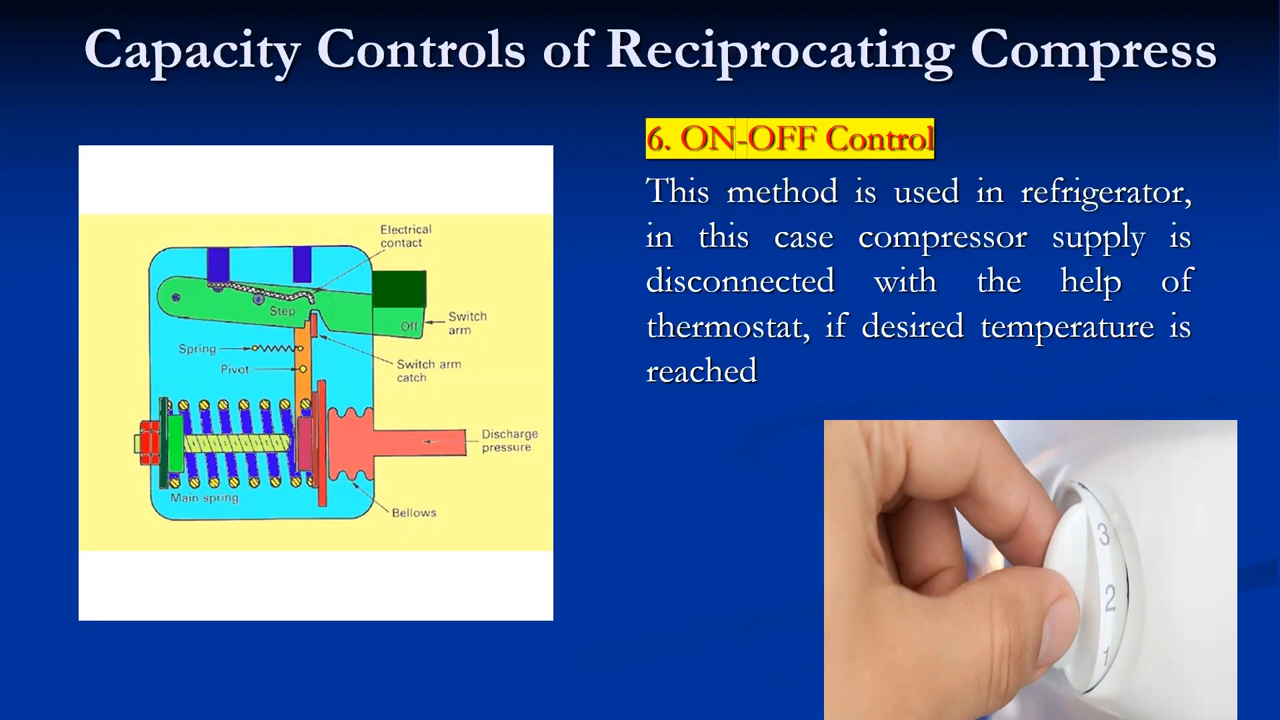 Capacity Controls of Reciprocating Compress
6. ON-OFF Control
This method is used in refrigerator,
in this case compressor supply is
disconnected with the help of
thermostat, if desired temperature is
reached
Electrical
contact
Step
Off
Switch
arm
Spring
Pivot
Switch arm
catch
Discharge
pressure
Main spring
Bellows
3
2
1